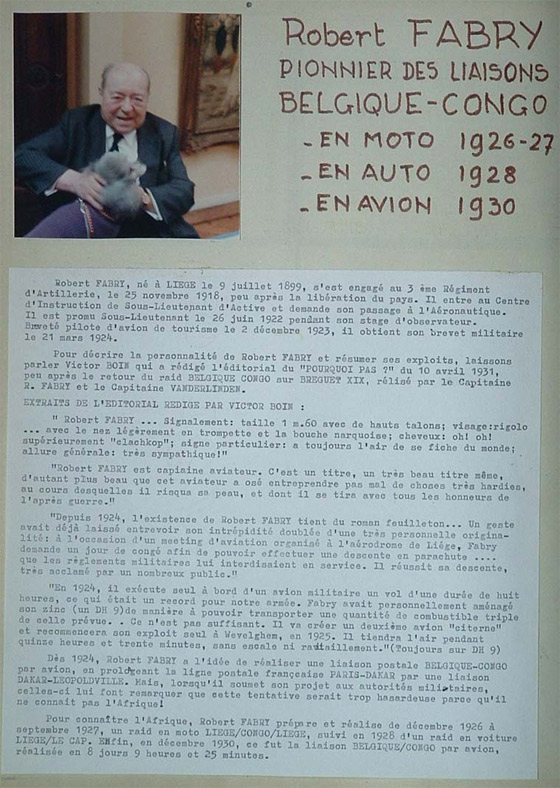 Robert FABRY
PIONNIER DES LIAISONS
BELGIQUE-CONGO
- EN MOTO 1926-27
- EN AUTO 1928
- EN AVION 1930
Robert FABRY, né à LIEGE le 9 juillet 1899, s'est engagé au 3 ème Régiment
d'Artillerie, le 25 novembre 1918, peu après la libération du pays. Il entre au Centre
d'Instruction de Sous-Lieutenant d'Active et demande son passage à l'Aéronautique.
Il est promu Sous-Lieutenant le 26 juin 1922 pendant son stage d'observateur.
Breveté pilote d'avion de tourisme le 2 décembre 1923, il obtient son brevet militaire
le 21 mars 1924.
Pour décrire la personnalité de Robert FABRY et résumer ses exploits, laissons
parler Victor BOIN qui a rédigé l'éditorial du "POURQUOI PAS ?" du 10 avril 1931,
peu après le retour du raid BELGIQUE CONGO sur BREGUET XIX, rélisé par le Capitaine
R. FABRY et le Capitaine VANDERLINDEN.
EXTRAITS DE L'EDITORIAL REDIGE PAR VICTOR BOIN :
" Robert FABRY ... Signalement: taille 1 m.60 avec de hauts talons; visage:rigolo
... avec le nez légèrement en trompette et la bouche narquoise; cheveux: oh! oh!
supérieurement "clachkop"; signe particulier: a toujours l'air de se fiche du monde;
allure générale: très sympathique!"
"Robert FABRY est capiaine aviateur. C'est un titre, un très beau titre même,
d'autant plus beau que cet aviateur a osé entreprendre pas mal de choses très hardies,
au cours desquelles il risqua sa peau, et dont il se tira avec tous les honneurs de
l'après guerre."
"Depuis 1924, l'existence de Robert FABRY tient du roman feuilleton... Un geste
avait déjà laissé entrevoir son intrépidité doublée d'une très personnelle origina-
lité: à l'occasion d'un meeting d'aviation organisé à l'aérodrome de Liége, Fabry
demande un jour de congé afin de pouvoir effectuer une descente en parachute ....
que les règlements militaires lui interdissaient en service. Il réussait sa descente,
très acclamé par un nombreux public."
"En 1924, il exécute seul à bord d'un avion militaire un vol d'une durée de huit
heures, ce qui était un record pour notre armée. Fabry avait personnellement aménagé
son zinc (un DH 9)de manière à pouvoir transporter une quantité de combustible triple
de celle prévue. . Ce n'est pas suffisant. Il va créer un deuxième avion "citerne"
et recommencera son exploit seul à Wevelghem, en 1925. Il tiendra l'air pendant
quinze heures et trente minutes, sans escale ni ravitaillement."(Toujours sur DH 9)
Dès 1924, Robert FABRY a l'idée de réaliser une liaison postale BELGIQUE-CONGO
par avion, en prolongeant la ligne postale française PARIS-DAKAR par une liaison
DAKAR-LEOPOLDVILLE. Mais, lorsqu'il soumet son projet aux autorités militaires,
celles-ci lui font remarquer que cette tentative serait trop hasardeuse parce qu'il
ne connait pas l'Afrique!
Pour connaître l'Afrique, Robert FABRY prépare et réalise de décembre 1926 à
septembre 1927, un raid en moto LIEGE/CONGO/LIEGE, suivi en 1928 d'un raid en voiture
LIEGE/LE CAP. Enfin, en décembre 1930, ce fut la liaison BELGIQUE/CONGO par avion,
réalisée en 8 jours 9 heures et 25 minutes.